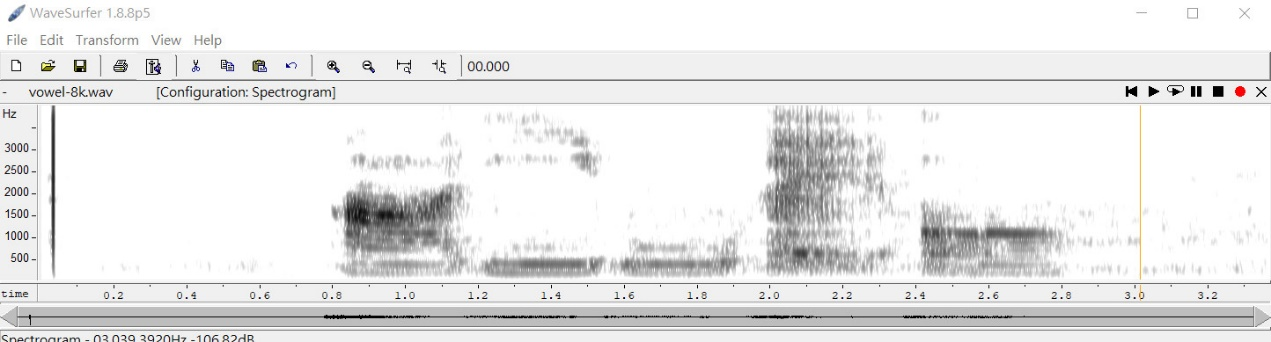 WaveSurfer 1.8.8p5
File Edit Transform View Help
00.000
- vowel-8k.wav [Configuration: Spectrogram]
Hz
3000
2500
2000
1500
1000
500
time 0.2 0.4 0.6 0.8 1.0 1.2 1.4 1.6 1.8 2.0 2.2 2.4 2.6 2.8 3.0 3.2
Spectrogram - 03.039 3920Hz -106.82dB